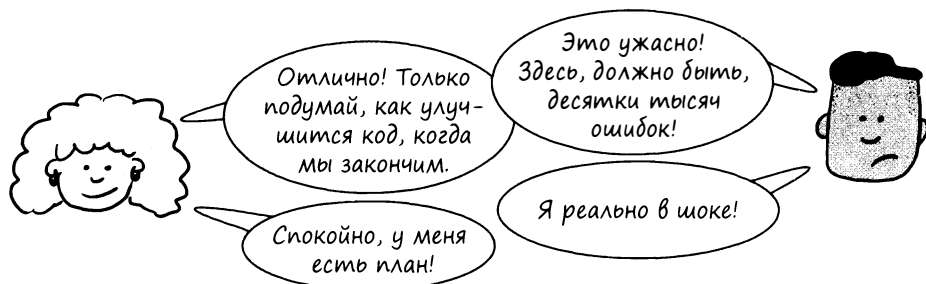 Это ужасно!
Здесь, должно быть,
десятки тысяч
ошибок!
Отлично! Только
подумай, как улуч-
шится код, когда
мы закончим.
Я реально в шоке!
Спокойно, у меня
есть план!